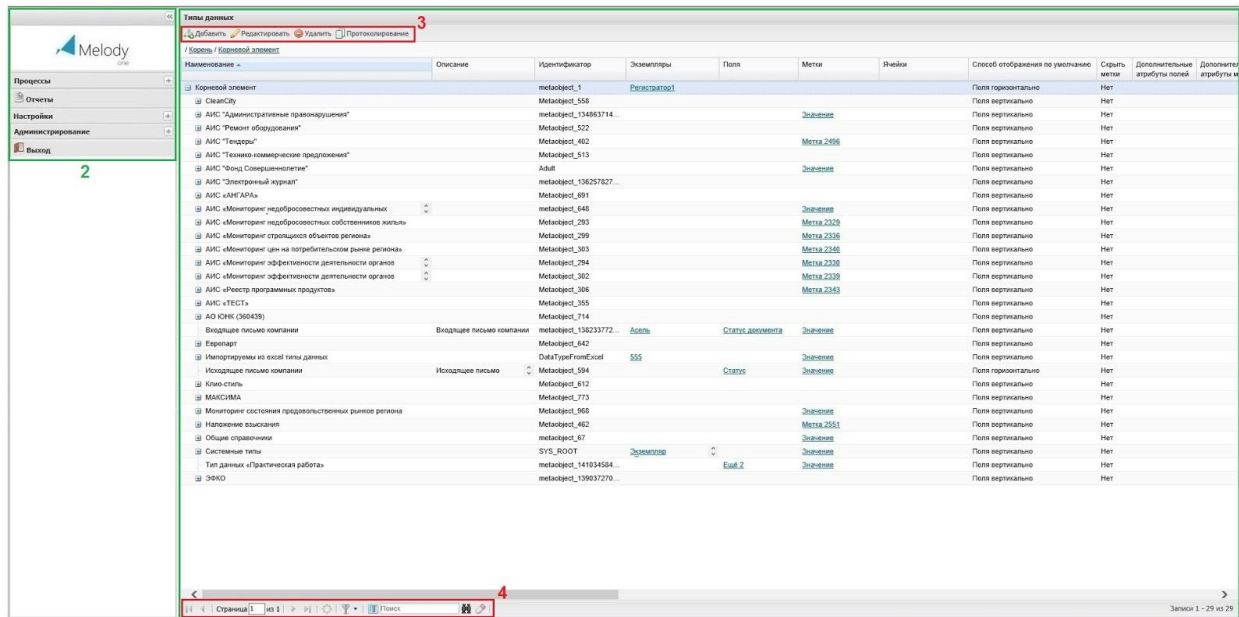 Melody
one
Процессы
Отчеты
Настройки
Администрирование
Выход
2
Типы данных
Добавить Редактировать Удалить Протоколирование
3
/ Корень / Корневой элемент
Наименование Описание Идентификатор Экземпляры Поля Метки Ячейки Способ отображения по умолчанию Скрыть метки Дополнительные атрибуты полей Дополнител атрибуты м
Корневой элемент metaobject_1 Регистратор1 Поля горизонтально Нет
CleanCity Metaobject_558 Поля вертикально Нет
АИС "Административные правонарушения" metaobject_134863714... Значение Поля вертикально Нет
АИС "Ремонт оборудования" Metaobject_522 Поля вертикально Нет
АИС "Тендеры" Metaobject_402 Метка 2496 Поля вертикально Нет
АИС "Технико-коммерческие предложения" Metaobject_513 Поля вертикально Нет
АИС "Фонд Совершеннолетие" Adult Значение Поля вертикально Нет
АИС "Электронный журнал" metaobject_136257827... Поля вертикально Нет
АИС «АНГАРА» Metaobject_691 Поля вертикально Нет
АИС «Мониторинг недобросовестных индивидуальных metaobject_648 Значение Поля вертикально Нет
АИС «Мониторинг недобросовестных собственников жилья» Metaobject_293 Метка 2329 Поля вертикально Нет
АИС «Мониторинг строящихся объектов региона» Metaobject_299 Метка 2336 Поля вертикально Нет
АИС «Мониторинг цен на потребительском рынке региона» Metaobject_303 Метка 2340 Поля вертикально Нет
АИС «Мониторинг эффективности деятельности органов Metaobject_294 Метка 2330 Поля вертикально Нет
АИС «Мониторинг эффективности деятельности органов Metaobject_302 Метка 2339 Поля вертикально Нет
АИС «Реестр программных продуктов» Metaobject_306 Метка 2343 Поля вертикально Нет
АИС «ТЕСТ» Metaobject_355 Поля вертикально Нет
АО ЮНК (360439) Metaobject_714 Поля вертикально Нет
Входящее письмо компании Входящее письмо компании metaobject_138233772... Асель Статус документа Значение Поля вертикально Нет
Европарт Metaobject_642 Поля вертикально Нет
Импортируемы из excel типы данных DataTypeFromExcel 555 Значение Поля вертикально Нет
Исходящее письмо компании Исходящее письмо Metaobject_594 Статус Значение Поля горизонтально Нет
Клио-стиль Metaobject_612 Поля вертикально Нет
МАКСИМА Metaobject_773 Поля вертикально Нет
Мониторинг состояния продовольственных рынков региона Metaobject_968 Значение Поля вертикально Нет
Наложение взыскания Metaobject_462 Метка 2551 Поля вертикально Нет
Общие справочники metaobject_67 Значение Поля вертикально Нет
Системные типы SYS_ROOT Экземпляр Значение Поля вертикально Нет
Тип данных «Практическая работа» metaobject_141034584... Ещё 2 Значение Поля вертикально Нет
ЭФКО metaobject_139037270... Поля вертикально Нет
4
Страница 1 из 1 Поиск Записи 1 - 29 из 29